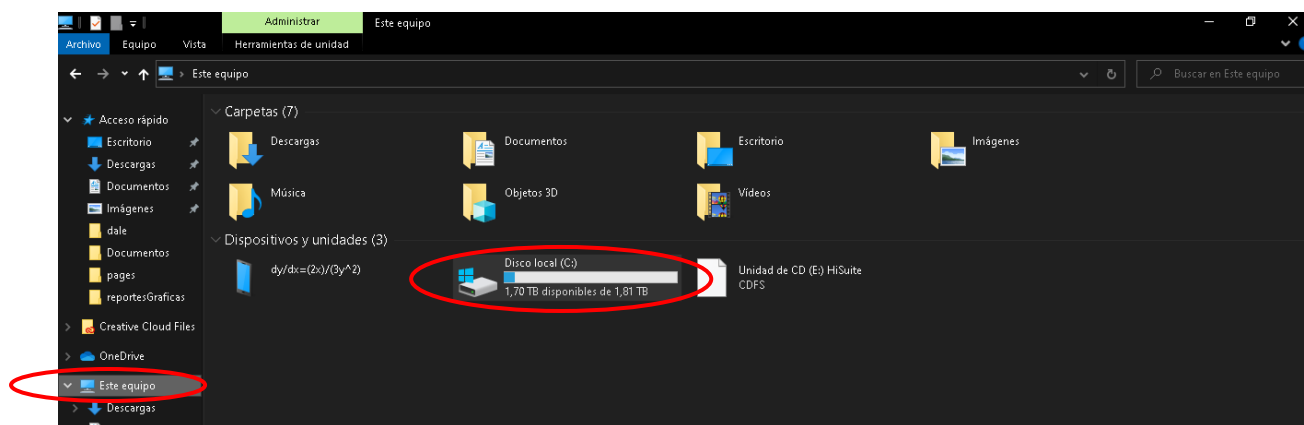 Administrar
Este equipo
Archivo
Equipo
Vista
Herramientas de unidad
Este equipo
Buscar en Este equipo
Acceso rápido
Escritorio
Descargas
Documentos
Imágenes
dale
Documentos
pages
reportesGraficas
Creative Cloud Files
OneDrive
Este equipo
Descargas
Carpetas (7)
Descargas
Documentos
Escritorio
Imágenes
Música
Objetos 3D
Vídeos
Dispositivos y unidades (3)
dy/dx=(2x)/(3y^2)
Disco local (C:)
1,70 TB disponibles de 1,81 TB
Unidad de CD (E:) HiSuite
CDFS